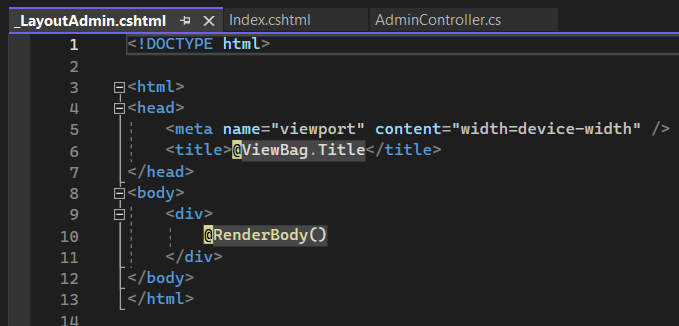 _LayoutAdmin.cshtml Index.cshtml AdminController.cs
1 <!DOCTYPE html>
2
3 <html>
4 <head>
5 <meta name="viewport" content="width=device-width" />
6 <title>@ViewBag.Title</title>
7 </head>
8 <body>
9 <div>
10 @RenderBody()
11 </div>
12 </body>
13 </html>
14